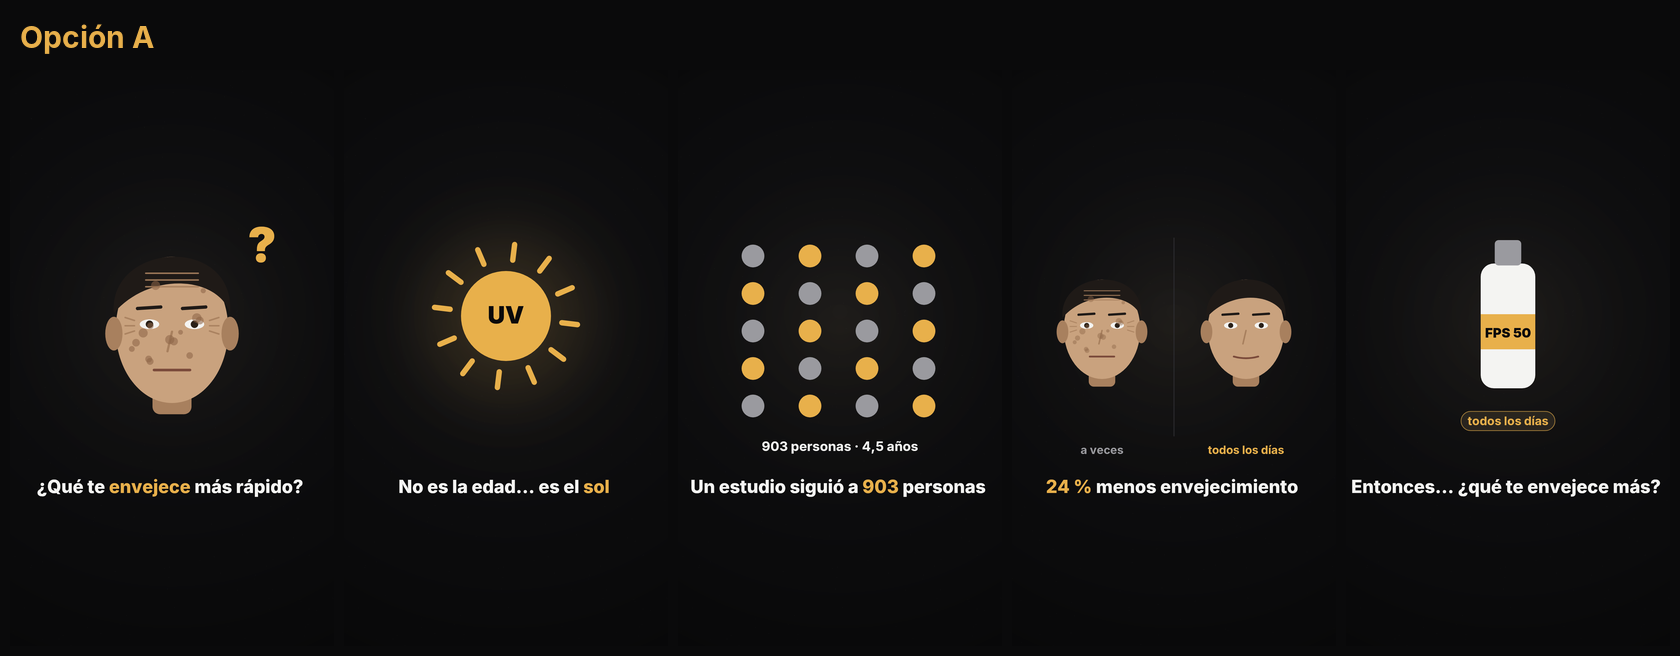 Opción A
?
¿Qué te envejece más rápido?
UV
No es la edad... es el sol
903 personas · 4,5 años
Un estudio siguió a 903 personas
a veces
todos los días
24 % menos envejecimiento
FPS 50
todos los días
Entonces... ¿qué te envejece más?